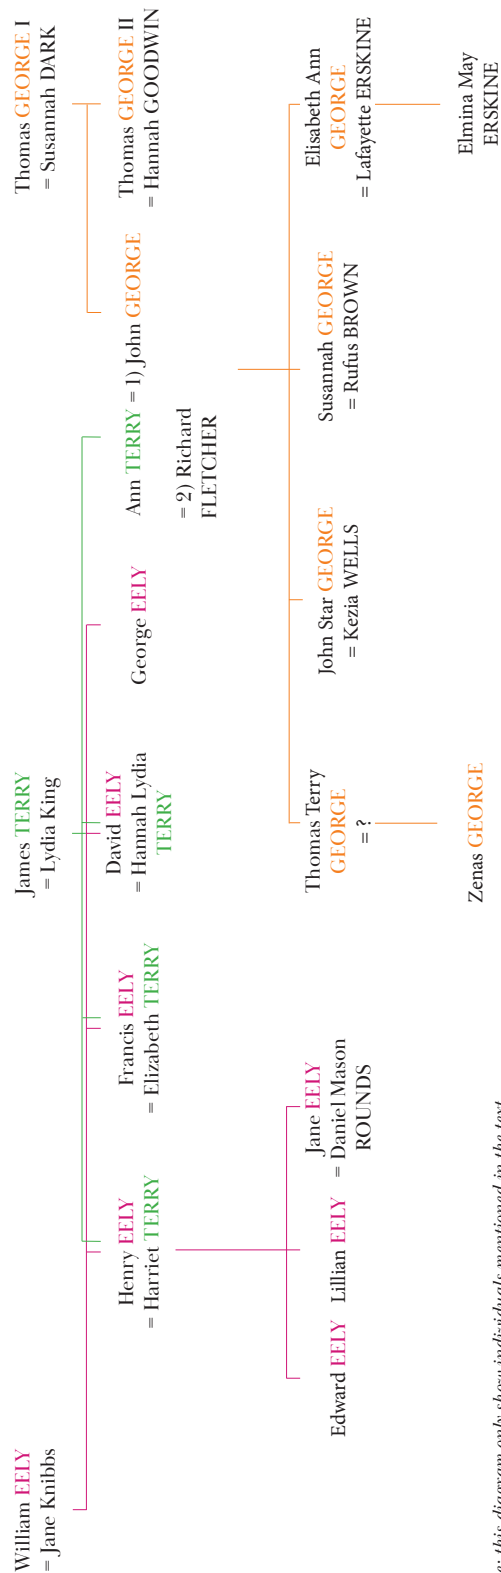 William EELY
= Jane Knibbs
James TERRY
= Lydia King
Thomas GEORGE I
= Susannah DARK
Henry EELY
= Harriet TERRY
Francis EELY
= Elizabeth TERRY
David EELY
= Hannah Lydia
TERRY
George EELY
Ann TERRY = 1) John GEORGE
= 2) Richard
FLETCHER
Thomas GEORGE II
= Hannah GOODWIN
Edward EELY
Lillian EELY
Jane EELY
= Daniel Mason
ROUNDS
Thomas Terry
GEORGE
= ?
John Star GEORGE
= Kezia WELLS
Susannah GEORGE
= Rufus BROWN
Elisabeth Ann
GEORGE
= Lafayette ERSKINE
Zenas GEORGE
Elmina May
ERSKINE
this diagram only show individuals mentioned in the text